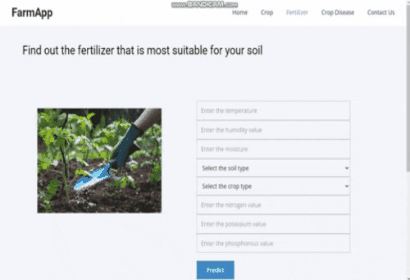 FarmApp
www.BANDICAM.com
Home Crop Fertilizer Crop Disease Contact Us
Find out the fertilizer that is most suitable for your soil
Enter the temperature
Enter the humidity value
Enter the moisture
Select the soil type
Select the crop type
Enter the nitrogen value
Enter the potassium value
Enter the phosphorous value
Predict